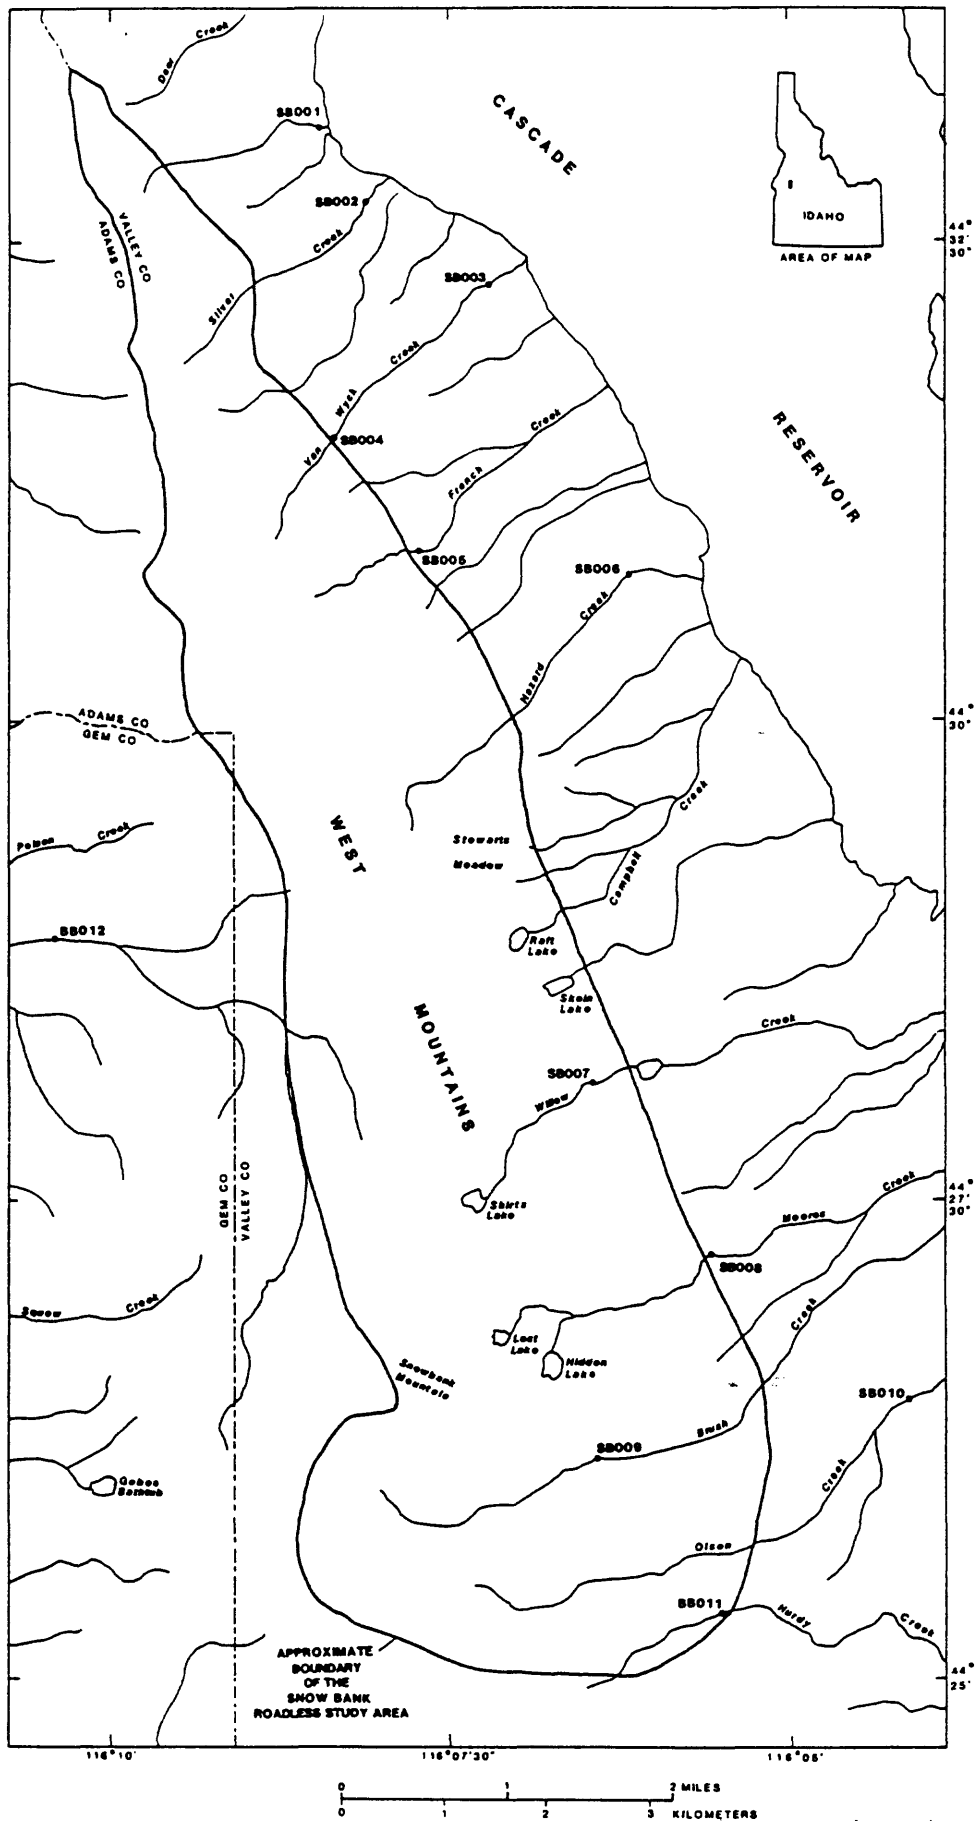 Deer Creek
SB001
CASCADE
IDAHO
AREA OF MAP
SB002
VALLEY CO
ADAMS CO
44°
32'
30"
Silver Creek
SB003
Van Wyck Creek
RESERVOIR
SB004
French Creek
SB005
SB006
Hazard Creek
ADAMS CO
GEM CO
44°
30'
WEST
Poison Creek
Stewarts
Meadow
Campbell Creek
SB012
Raft
Lake
Skein
Lake
MOUNTAINS
Creek
SB007
Willow
GEM CO
VALLEY CO
Shirts
Lake
44°
27'
30"
Moores Creek
SB008
Squaw Creek
Creek
Lost
Lake
Hidden
Lake
Snowbank
Mountain
SB010
Brush
SB009
Gabes
Bathtub
Creek
Olson
SB011
Hurdy Creek
APPROXIMATE
BOUNDARY
OF THE
SNOW BANK
ROADLESS STUDY AREA
44°
25'
116°10'
116°07'30"
116°05'
0 1 2 MILES
0 1 2 3 KILOMETERS